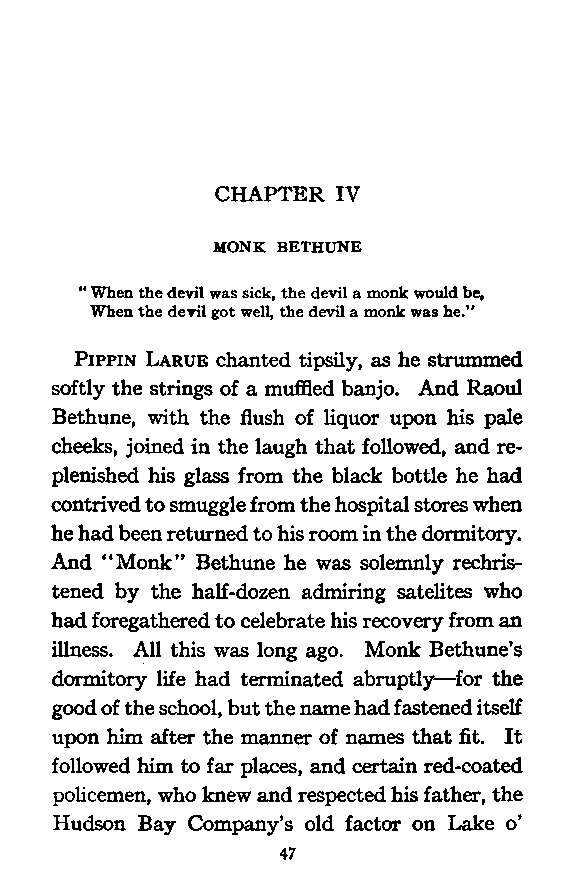 CHAPTER IV
MONK BETHUNE
"When the devil was sick, the devil a monk would be,
When the devil got well, the devil a monk was he."
PIPPIN LARUE chanted tipsily, as he strummed
softly the strings of a muffled banjo. And Raoul
Bethune, with the flush of liquor upon his pale
cheeks, joined in the laugh that followed, and re-
plenished his glass from the black bottle he had
contrived to smuggle from the hospital stores when
he had been returned to his room in the dormitory.
And "Monk" Bethune he was solemnly rechris-
tened by the half-dozen admiring satelites who
had foregathered to celebrate his recovery from an
illness. All this was long ago. Monk Bethune's
dormitory life had terminated abruptly—for the
good of the school, but the name had fastened itself
upon him after the manner of names that fit. It
followed him to far places, and certain red-coated
policemen, who knew and respected his father, the
Hudson Bay Company's old factor on Lake o'
47